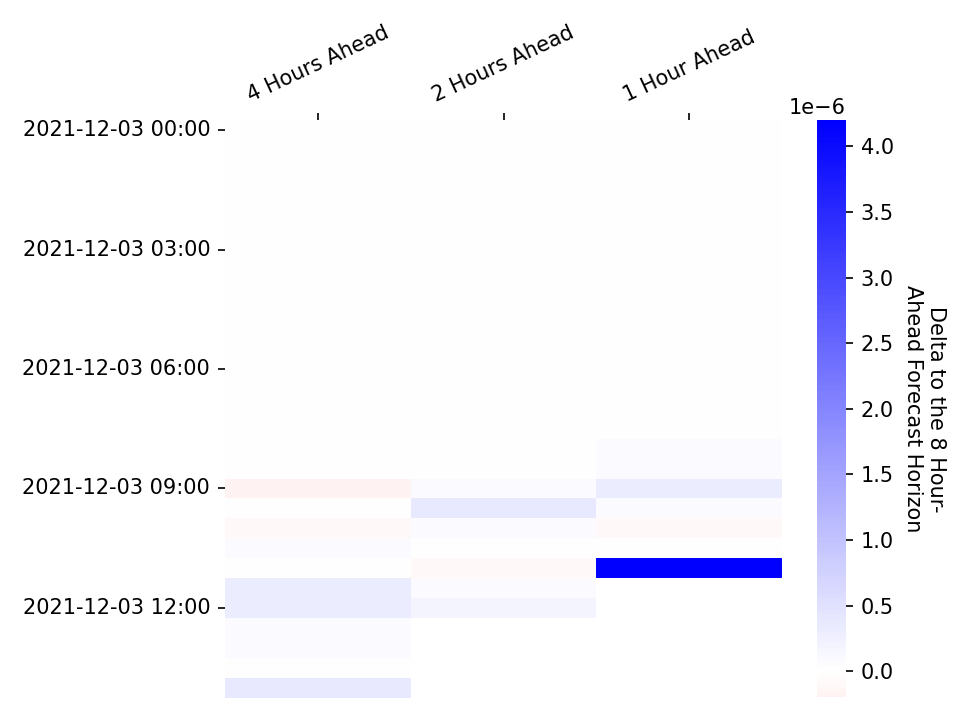 4 Hours Ahead
2 Hours Ahead
1 Hour Ahead
1e−6
2021-12-03 00:00
2021-12-03 03:00
2021-12-03 06:00
2021-12-03 09:00
2021-12-03 12:00
4.0
3.5
3.0
2.5
2.0
1.5
1.0
0.5
0.0
Delta to the 8 Hour-
Ahead Forecast Horizon